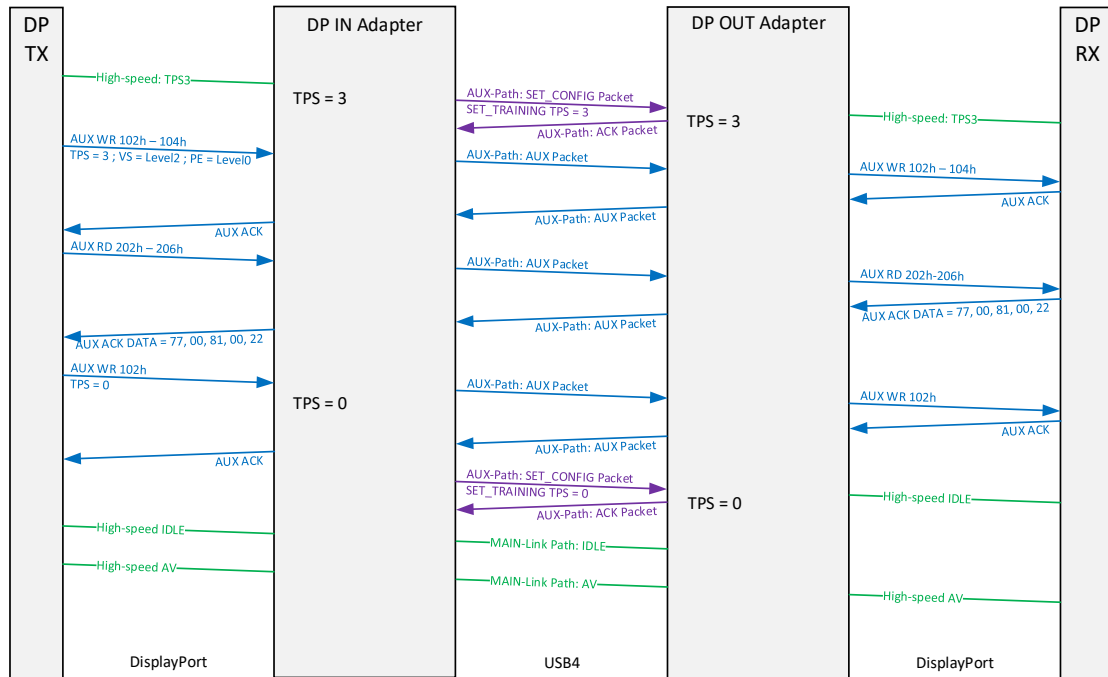 DP
TX
DP IN Adapter
DP OUT Adapter
DP
RX
High-speed: TPS3
TPS = 3
AUX-Path: SET_CONFIG Packet
SET_TRAINING TPS = 3
AUX-Path: ACK Packet
TPS = 3
High-speed: TPS3
AUX WR 102h – 104h
TPS = 3 ; VS = Level2 ; PE = Level0
AUX-Path: AUX Packet
AUX WR 102h – 104h
AUX ACK
AUX-Path: AUX Packet
AUX ACK
AUX RD 202h – 206h
AUX-Path: AUX Packet
AUX RD 202h-206h
AUX ACK DATA = 77, 00, 81, 00, 22
AUX-Path: AUX Packet
AUX ACK DATA = 77, 00, 81, 00, 22
AUX WR 102h
TPS = 0
AUX-Path: AUX Packet
TPS = 0
AUX WR 102h
AUX ACK
AUX-Path: AUX Packet
AUX ACK
AUX-Path: SET_CONFIG Packet
SET_TRAINING TPS = 0
AUX-Path: ACK Packet
TPS = 0
High-speed IDLE
High-speed IDLE
MAIN-Link Path: IDLE
High-speed AV
MAIN-Link Path: AV
High-speed AV
DisplayPort
USB4
DisplayPort